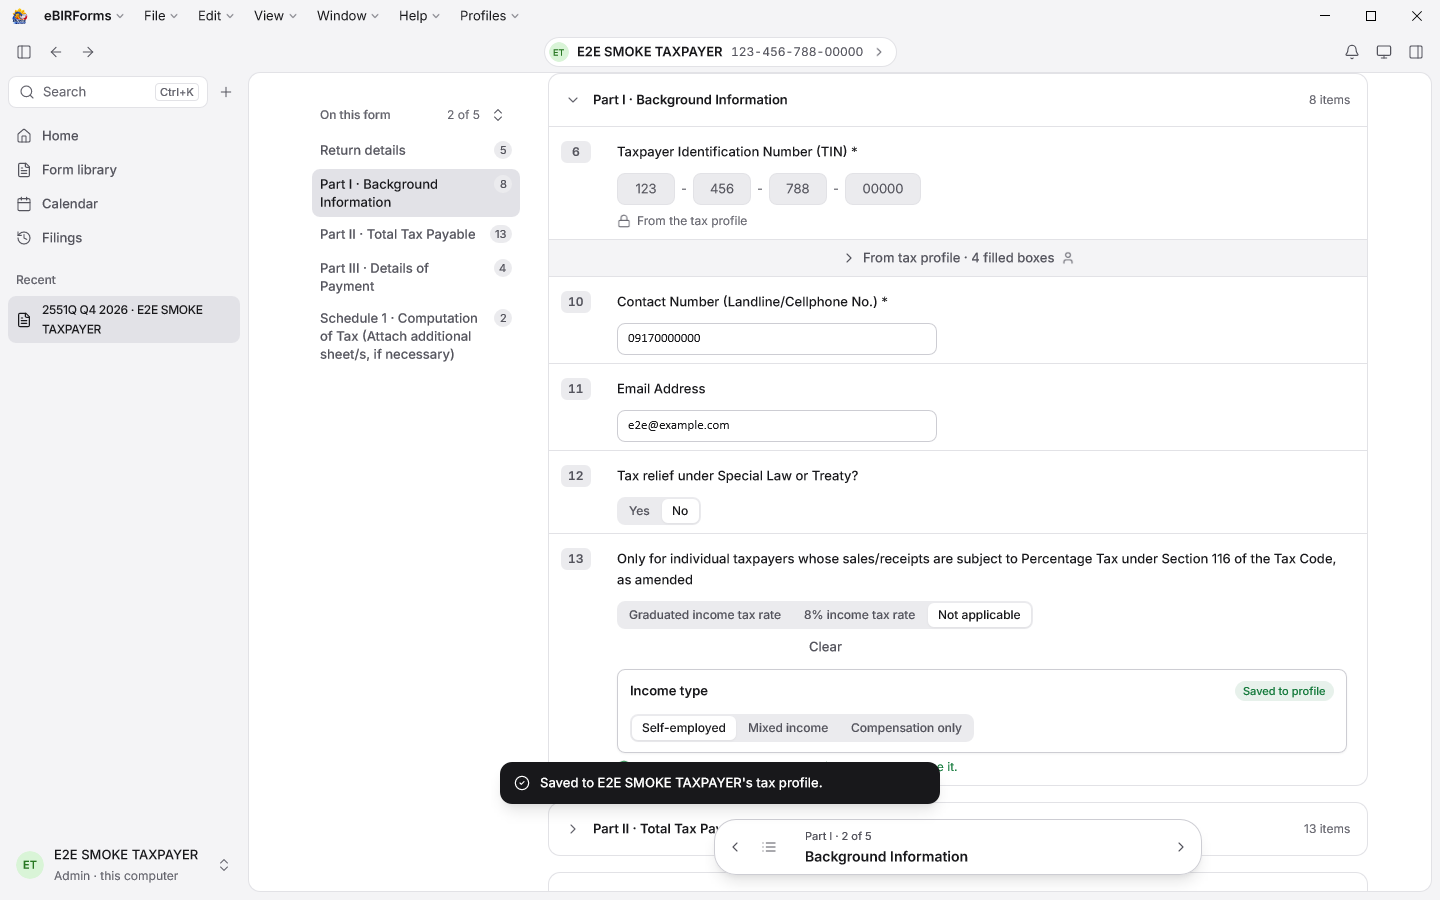 eBIRForms
File
Edit
View
Window
Help
Profiles
ET
E2E SMOKE TAXPAYER 123-456-788-00000
Search
Ctrl+K
Home
Form library
Calendar
Filings
Recent
2551Q Q4 2026 · E2E SMOKE
TAXPAYER
On this form
2 of 5
Return details
5
Part I · Background
Information
8
Part II · Total Tax Payable
13
Part III · Details of
Payment
4
Schedule 1 · Computation
of Tax (Attach additional
sheet/s, if necessary)
2
Part I · Background Information
8 items
6
Taxpayer Identification Number (TIN) *
123 - 456 - 788 - 00000
From the tax profile
From tax profile · 4 filled boxes
10
Contact Number (Landline/Cellphone No.) *
09170000000
11
Email Address
e2e@example.com
12
Tax relief under Special Law or Treaty?
Yes
No
13
Only for individual taxpayers whose sales/receipts are subject to Percentage Tax under Section 116 of the Tax Code,
as amended
Graduated income tax rate
8% income tax rate
Not applicable
Clear
Income type
Saved to profile
Self-employed
Mixed income
Compensation only
it.
Saved to E2E SMOKE TAXPAYER's tax profile.
Part II · Total Tax
13 items
Part I · 2 of 5
Background Information
ET
E2E SMOKE TAXPAYER
Admin · this computer